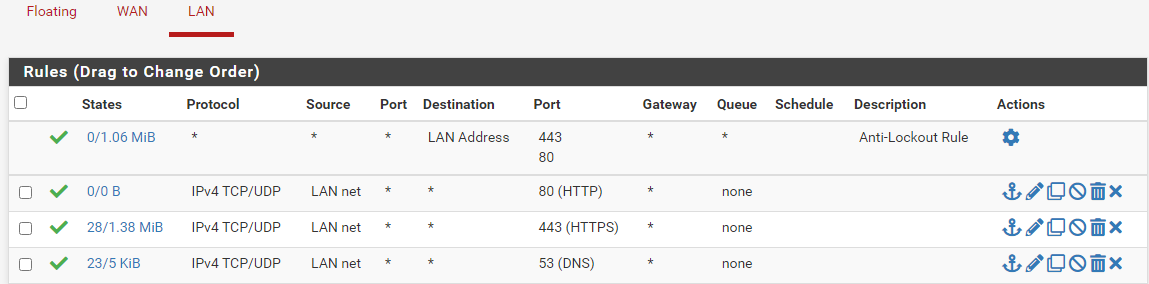 Floating WAN LAN
Rules (Drag to Change Order)
States Protocol Source Port Destination Port Gateway Queue Schedule Description Actions
0/1.06 MiB * * * LAN Address 443 * * Anti-Lockout Rule
80
0/0 B IPv4 TCP/UDP LAN net * * 80 (HTTP) * none
28/1.38 MiB IPv4 TCP/UDP LAN net * * 443 (HTTPS) * none
23/5 KiB IPv4 TCP/UDP LAN net * * 53 (DNS) * none